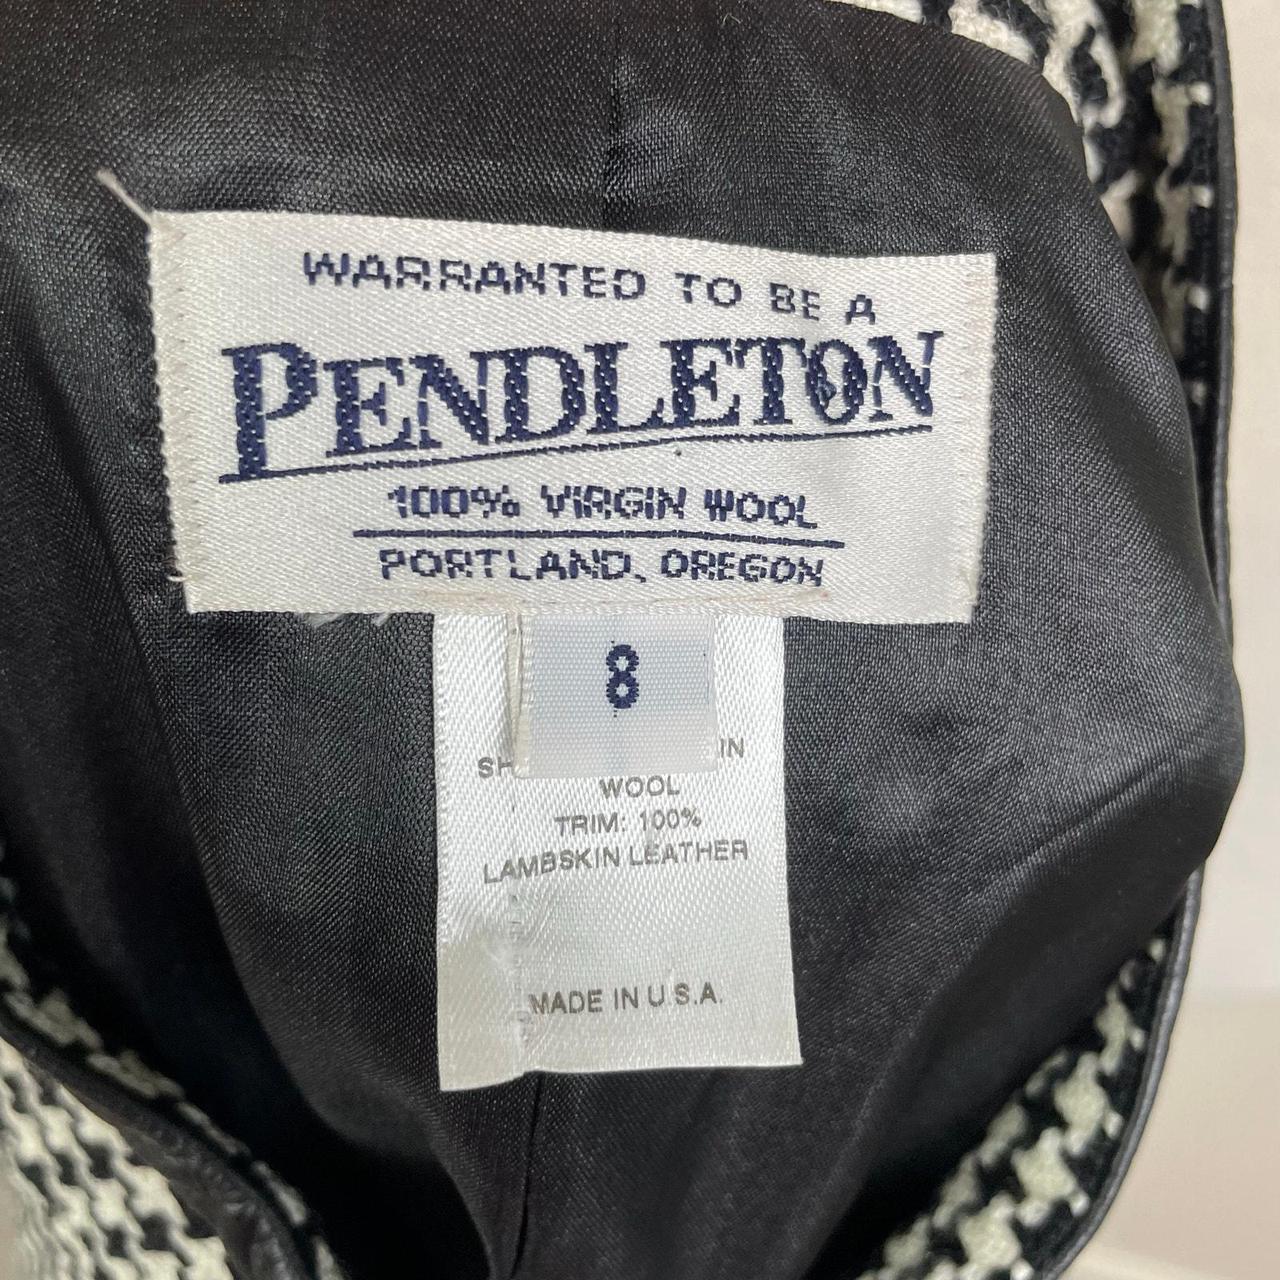 WARRANTED TO BE A
PENDLETON
100% VIRGIN WOOL
PORTLAND, OREGON
8
WOOL
TRIM: 100%
LAMBSKIN LEATHER
MADE IN U.S.A.